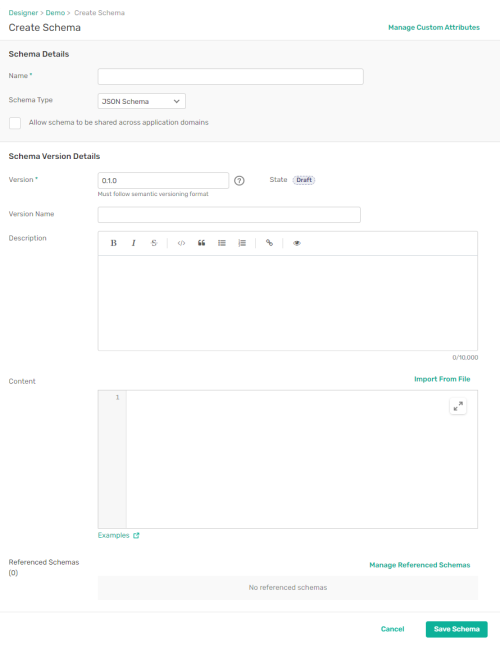 Designer > Demo > Create Schema
Create Schema
Manage Custom Attributes
Schema Details
Name *
Schema Type
JSON Schema
Allow schema to be shared across application domains
Schema Version Details
Version *
0.1.0
?
State Draft
Must follow semantic versioning format
Version Name
Description
B I S
0/10,000
Content
Import From File
1
Examples
Referenced Schemas
(0)
Manage Referenced Schemas
No referenced schemas
Cancel
Save Schema